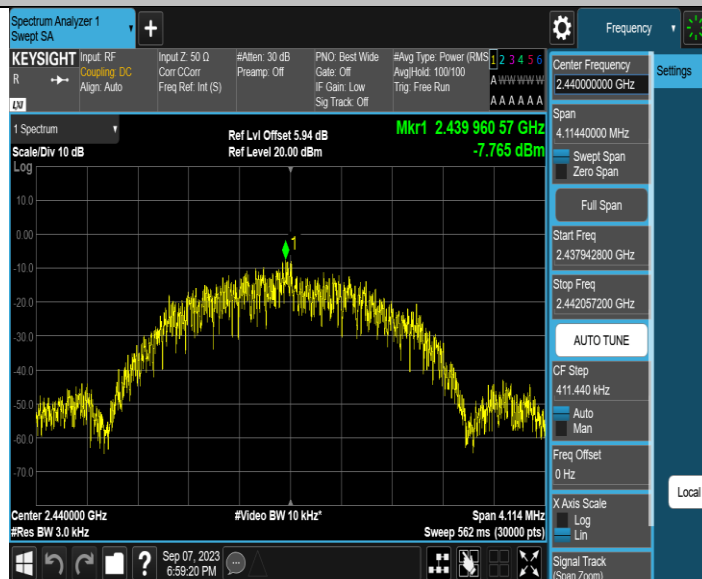 Spectrum Analyzer 1
Swept SA
+
Frequency
KEYSIGHT
R
LXI
Input: RF
Coupling: DC
Align: Auto
Input Z: 50 Ω
Corr CCorr
Freq Ref: Int (S)
#Atten: 30 dB
Preamp: Off
PNO: Best Wide
Gate: Off
IF Gain: Low
Sig Track: Off
#Avg Type: Power (RMS
Avg|Hold: 100/100
Trig: Free Run
1 2 3 4 5 6
A W W W W W
A A A A A A
1 Spectrum
Scale/Div 10 dB
Ref Lvl Offset 5.94 dB
Ref Level 20.00 dBm
Mkr1 2.439 960 57 GHz
-7.765 dBm
Log
10.0
0.00
-10.0
-20.0
-30.0
-40.0
-50.0
-60.0
-70.0
1
Center 2.440000 GHz
#Res BW 3.0 kHz
#Video BW 10 kHz*
Span 4.114 MHz
Sweep 562 ms (30000 pts)
?
Sep 07, 2023
6:59:20 PM
Center Frequency
2.440000000 GHz
Span
4.11440000 MHz
Swept Span
Zero Span
Full Span
Start Freq
2.437942800 GHz
Stop Freq
2.442057200 GHz
AUTO TUNE
CF Step
411.440 kHz
Auto
Man
Freq Offset
0 Hz
X Axis Scale
Log
Lin
Signal Track
(Span Zoom)
Settings
Local